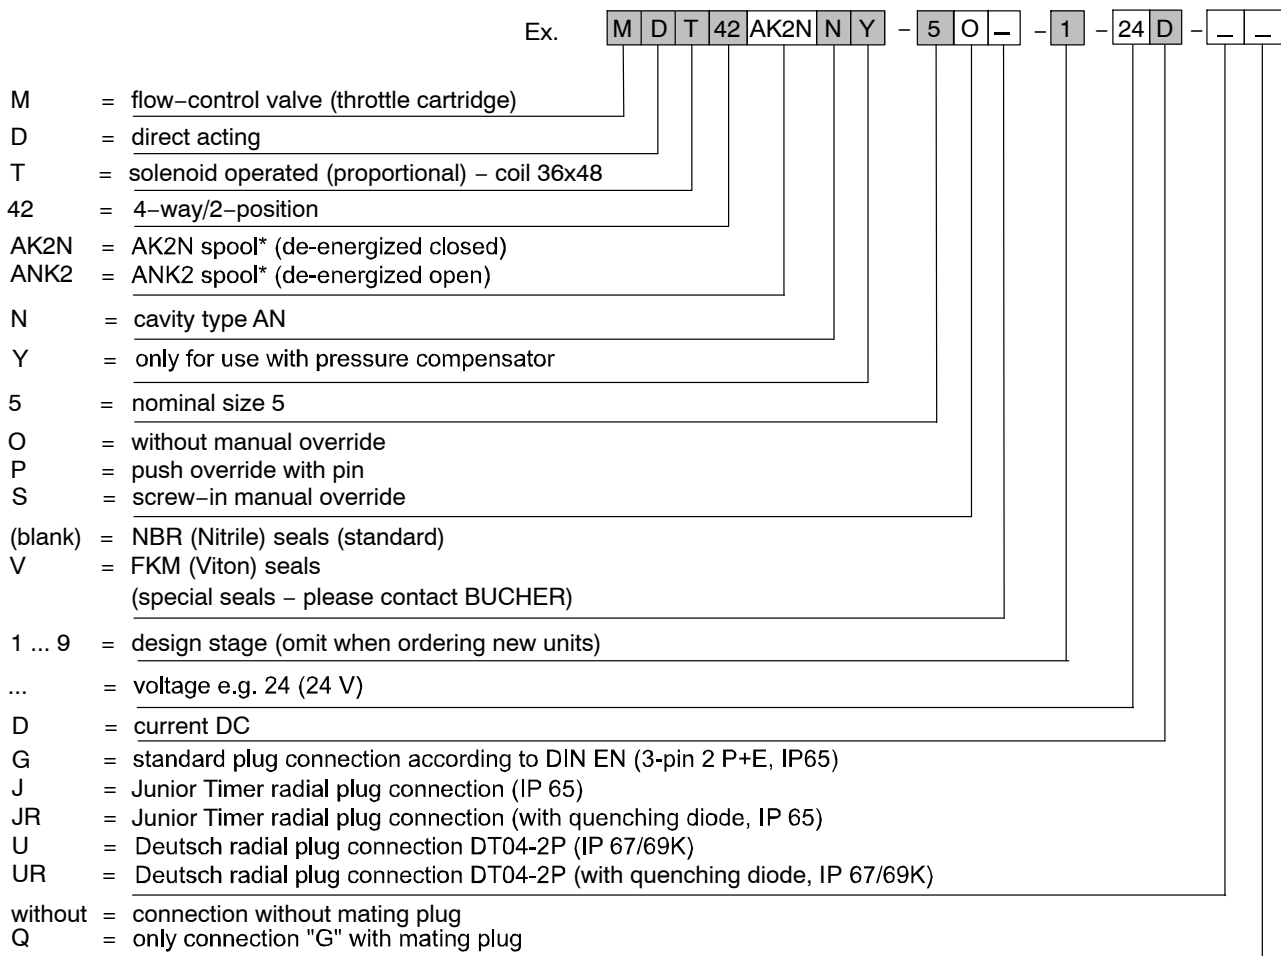 Ex. M D T 42 AK2N N Y – 5 O – – 1 – 24 D – – –
M = flow–control valve (throttle cartridge)
D = direct acting
T = solenoid operated (proportional) – coil 36x48
42 = 4–way/2–position
AK2N = AK2N spool* (de-energized closed)
ANK2 = ANK2 spool* (de-energized open)
N = cavity type AN
Y = only for use with pressure compensator
5 = nominal size 5
O = without manual override
P = push override with pin
S = screw–in manual override
(blank) = NBR (Nitrile) seals (standard)
V = FKM (Viton) seals
(special seals – please contact BUCHER)
1 ... 9 = design stage (omit when ordering new units)
... = voltage e.g. 24 (24 V)
D = current DC
G = standard plug connection according to DIN EN (3-pin 2 P+E, IP65)
J = Junior Timer radial plug connection (IP 65)
JR = Junior Timer radial plug connection (with quenching diode, IP 65)
U = Deutsch radial plug connection DT04-2P (IP 67/69K)
UR = Deutsch radial plug connection DT04-2P (with quenching diode, IP 67/69K)
without = connection without mating plug
Q = only connection "G" with mating plug